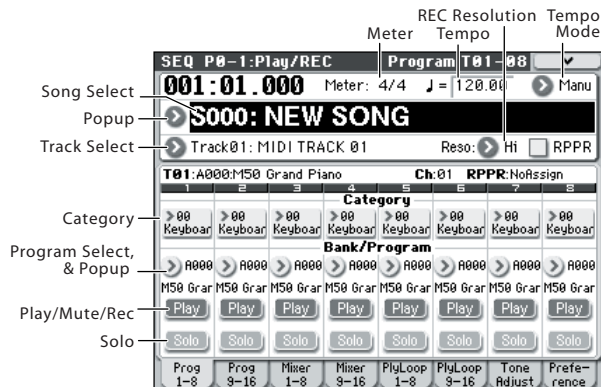 REC Resolution Tempo
Meter Tempo Mode
SEQ P0-1:Play/REC Program T01-08
001:01.000 Meter: 4/4 ♩= 120.00 Manu
Song Select
Popup
S000: NEW SONG
Track Select
Track01: MIDI TRACK 01 Reso: Hi RPPR
T01:A000:M50 Grand Piano Ch:01 RPPR:NoAssign
1 2 3 4 5 6 7 8
Category
Category
>00 >00 >00 >00 >00 >00 >00 >00
Keyboar Keyboar Keyboar Keyboar Keyboar Keyboar Keyboar Keyboar
Bank/Program
Program Select,
& Popup
A000 A000 A000 A000 A000 A000 A000 A000
M50 Grar M50 Grar M50 Grar M50 Grar M50 Grar M50 Grar M50 Grar M50 Grar
Play/Mute/Rec
Play Play Play Play Play Play Play Play
Solo
Solo Solo Solo Solo Solo Solo Solo Solo
Prog Prog Mixer Mixer PlyLoop PlyLoop Tone Prefe-
1-8 9-16 1-8 9-16 1-8 9-16 Adjust rence